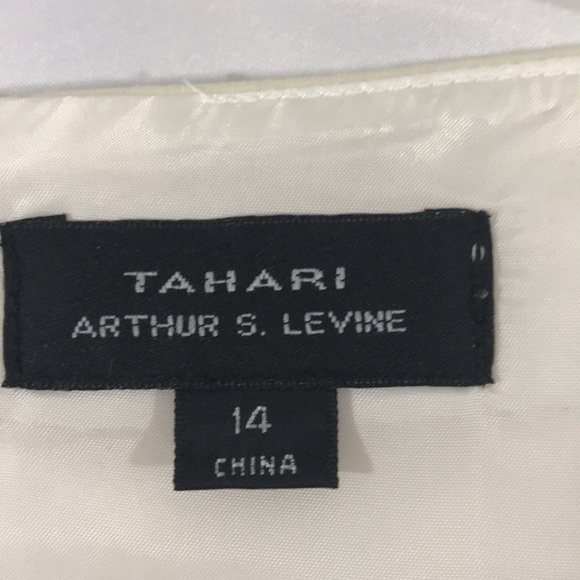 TAHARI
ARTHUR S. LEVINE
14
CHINA